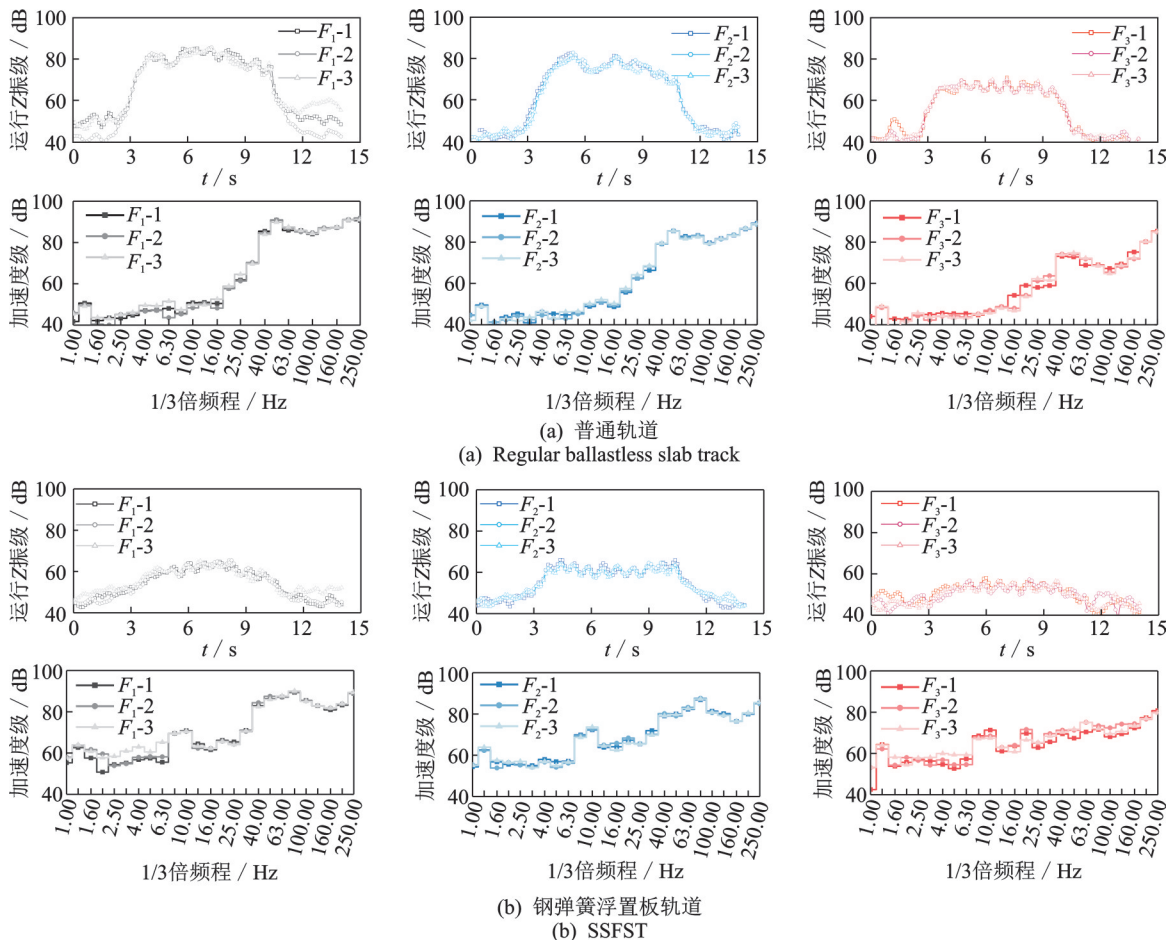 100
80
60
40
运行Z振级 / dB
F₁-1
F₁-2
F₁-3
0 3 6 9 12 15
t / s
100
80
60
40
运行Z振级 / dB
F₂-1
F₂-2
F₂-3
0 3 6 9 12 15
t / s
100
80
60
40
运行Z振级 / dB
F₃-1
F₃-2
F₃-3
0 3 6 9 12 15
t / s
100
80
60
40
加速度级 / dB
F₁-1
F₁-2
F₁-3
1.00 1.60 2.50 4.00 6.30 10.00 16.00 25.00 40.00 63.00 100.00 160.00 250.00
1/3倍频程 / Hz
100
80
60
40
加速度级 / dB
F₂-1
F₂-2
F₂-3
1.00 1.60 2.50 4.00 6.30 10.00 16.00 25.00 40.00 63.00 100.00 160.00 250.00
1/3倍频程 / Hz
100
80
60
40
加速度级 / dB
F₃-1
F₃-2
F₃-3
1.00 1.60 2.50 4.00 6.30 10.00 16.00 25.00 40.00 63.00 100.00 160.00 250.00
1/3倍频程 / Hz
(a) 普通轨道
(a) Regular ballastless slab track
100
80
60
40
运行Z振级 / dB
F₁-1
F₁-2
F₁-3
0 3 6 9 12 15
t / s
100
80
60
40
运行Z振级 / dB
F₂-1
F₂-2
F₂-3
0 3 6 9 12 15
t / s
100
80
60
40
运行Z振级 / dB
F₃-1
F₃-2
F₃-3
0 3 6 9 12 15
t / s
100
80
60
40
加速度级 / dB
F₁-1
F₁-2
F₁-3
1.00 1.60 2.50 4.00 6.30 10.00 16.00 25.00 40.00 63.00 100.00 160.00 250.00
1/3倍频程 / Hz
100
80
60
40
加速度级 / dB
F₂-1
F₂-2
F₂-3
1.00 1.60 2.50 4.00 6.30 10.00 16.00 25.00 40.00 63.00 100.00 160.00 250.00
1/3倍频程 / Hz
100
80
60
40
加速度级 / dB
F₃-1
F₃-2
F₃-3
1.00 1.60 2.50 4.00 6.30 10.00 16.00 25.00 40.00 63.00 100.00 160.00 250.00
1/3倍频程 / Hz
(b) 钢弹簧浮置板轨道
(b) SSFST